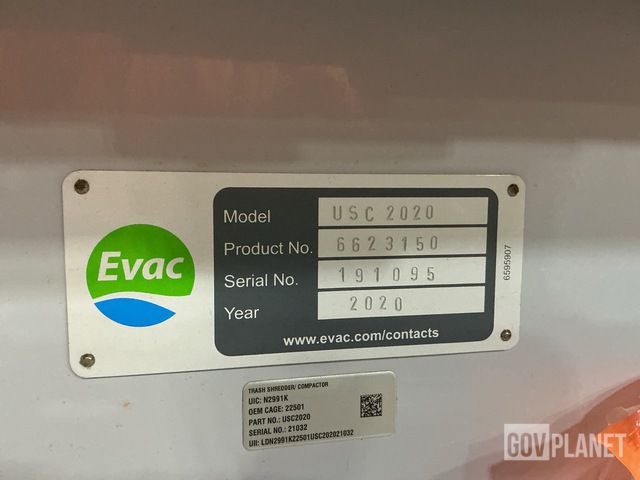 Evac
Model USC 2020
Product No. 6623150
Serial No. 191095
Year 2020
www.evac.com/contacts
6595907
TRASH SHREDDER/ COMPACTOR
UIC: N2991K
OEM CAGE: 22501
PART NO.: USC2020
SERIAL NO.: 21032
UII: LDN2991K22501USC202021032
GOVPLANET